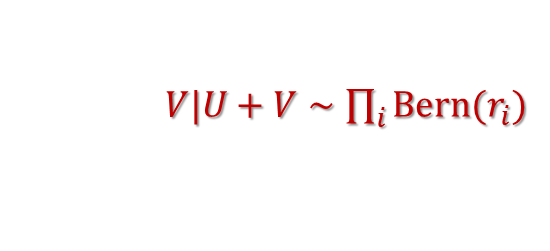 V|U + V ~ ∏ᵢ Bern(rᵢ)